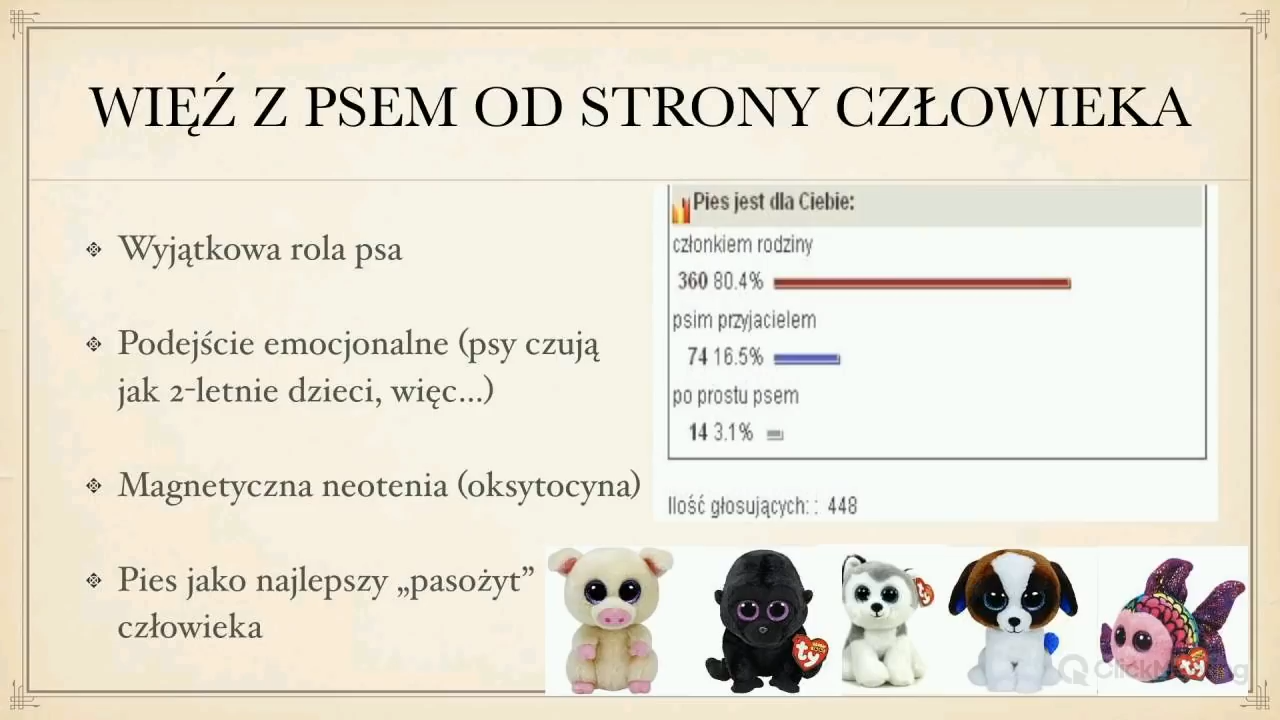 WIĘŹ Z PSEM OD STRONY CZŁOWIEKA
Wyjątkowa rola psa
Podejście emocjonalne (psy czują
jak 2-letnie dzieci, więc...)
Magnetyczna neotenia (oksytocyna)
Pies jako najlepszy „pasożyt”
człowieka
Pies jest dla Ciebie:
członkiem rodziny
360 80.4%
psim przyjacielem
74 16.5%
po prostu psem
14 3.1%
Ilość głosujących: : 448
ty
ty